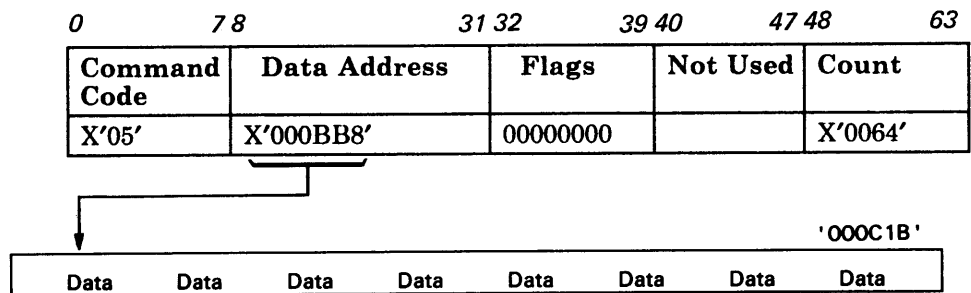 0 7 8 31 32 39 40 47 48 63
Command Code Data Address Flags Not Used Count
X'05' X'000BB8' 00000000 X'0064'
'000C1B'
Data Data Data Data Data Data Data Data